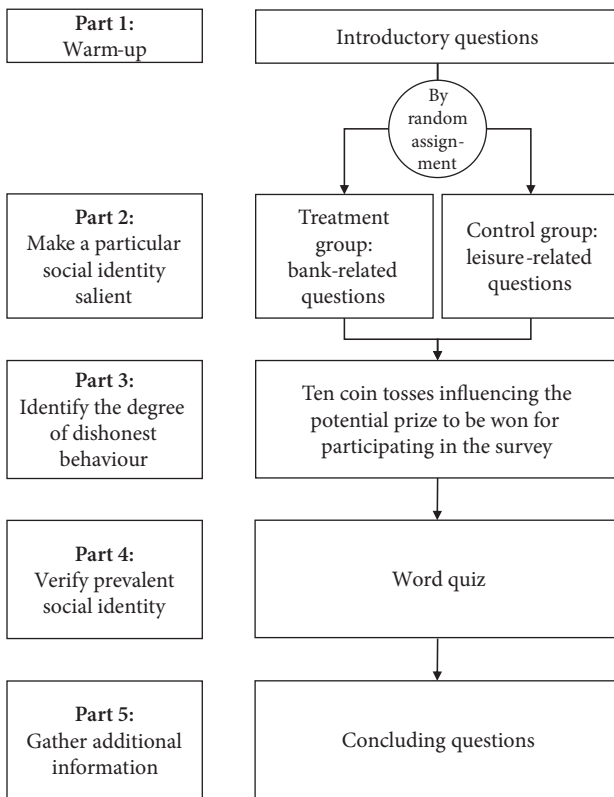 Part 1:
Warm-up
Introductory questions
By
random
assign-
ment
Part 2:
Make a particular
social identity
salient
Treatment
group:
bank-related
questions
Control group:
leisure-related
questions
Part 3:
Identify the degree
of dishonest
behaviour
Ten coin tosses influencing the
potential prize to be won for
participating in the survey
Part 4:
Verify prevalent
social identity
Word quiz
Part 5:
Gather additional
information
Concluding questions